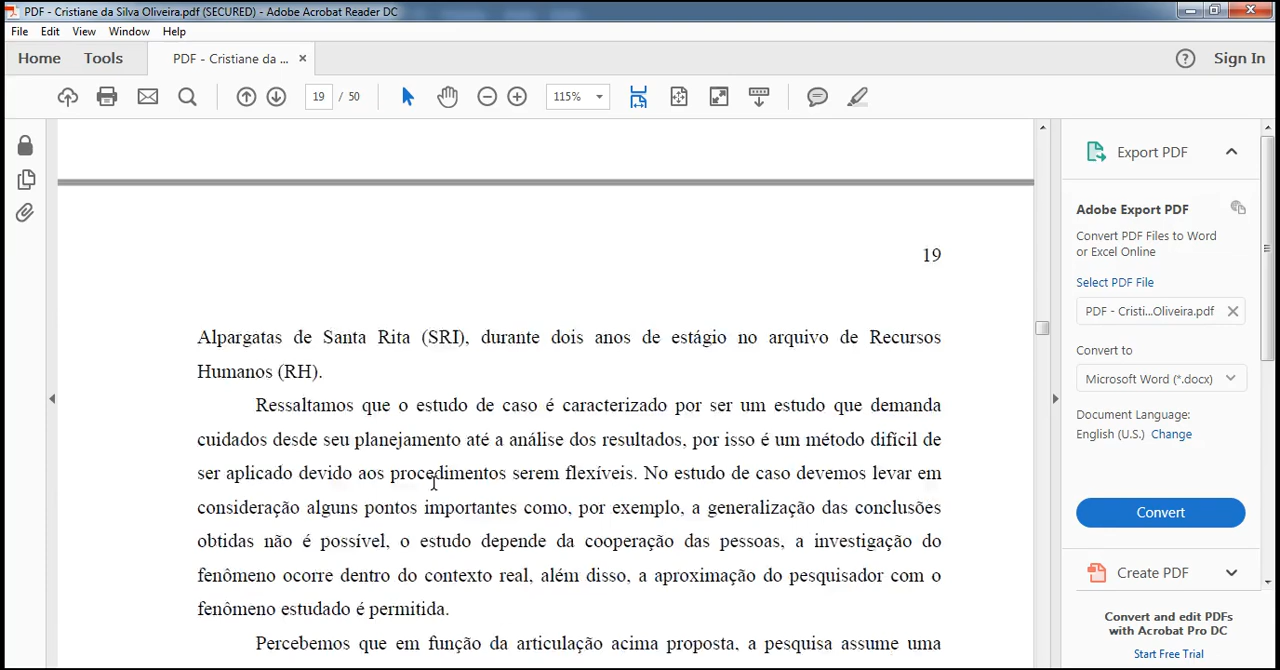 PDF - Cristiane da Silva Oliveira.pdf (SECURED) - Adobe Acrobat Reader DC
File Edit View Window Help
Home Tools PDF - Cristiane da ... × Sign In
19 / 50 115%
Export PDF
Adobe Export PDF
Convert PDF Files to Word
or Excel Online
Select PDF File
PDF - Cristi...Oliveira.pdf
Convert to
Microsoft Word (*.docx)
Document Language:
English (U.S.) Change
Convert
Create PDF
Convert and edit PDFs
with Acrobat Pro DC
Start Free Trial
19
Alpargatas de Santa Rita (SRI), durante dois anos de estágio no arquivo de Recursos
Humanos (RH).
Ressaltamos que o estudo de caso é caracterizado por ser um estudo que demanda
cuidados desde seu planejamento até a análise dos resultados, por isso é um método difícil de
ser aplicado devido aos procedimentos serem flexíveis. No estudo de caso devemos levar em
consideração alguns pontos importantes como, por exemplo, a generalização das conclusões
obtidas não é possível, o estudo depende da cooperação das pessoas, a investigação do
fenômeno ocorre dentro do contexto real, além disso, a aproximação do pesquisador com o
fenômeno estudado é permitida.
Percebemos que em função da articulação acima proposta, a pesquisa assume uma